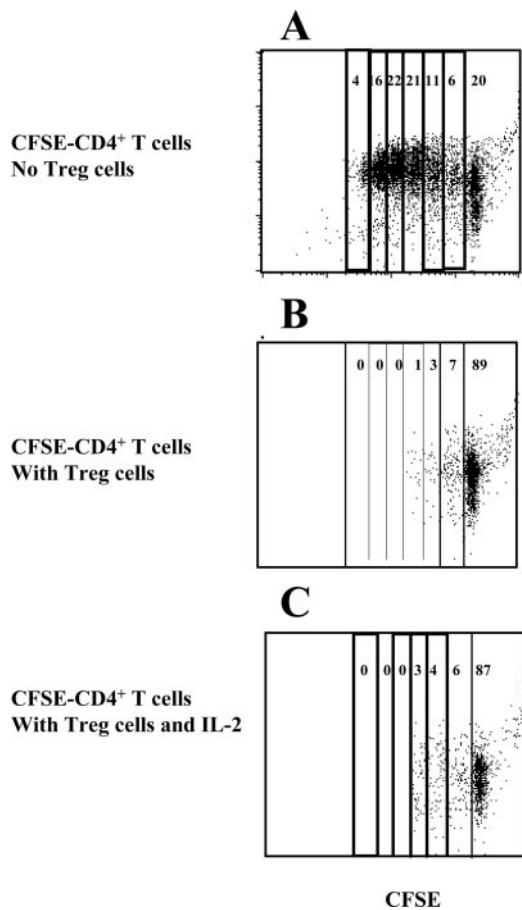 A
4 16 22 21 11 6 20
CFSE-CD4⁺ T cells
No Treg cells
B
0 0 0 1 3 7 89
CFSE-CD4⁺ T cells
With Treg cells
C
0 0 0 3 4 6 87
CFSE-CD4⁺ T cells
With Treg cells and IL-2
CFSE